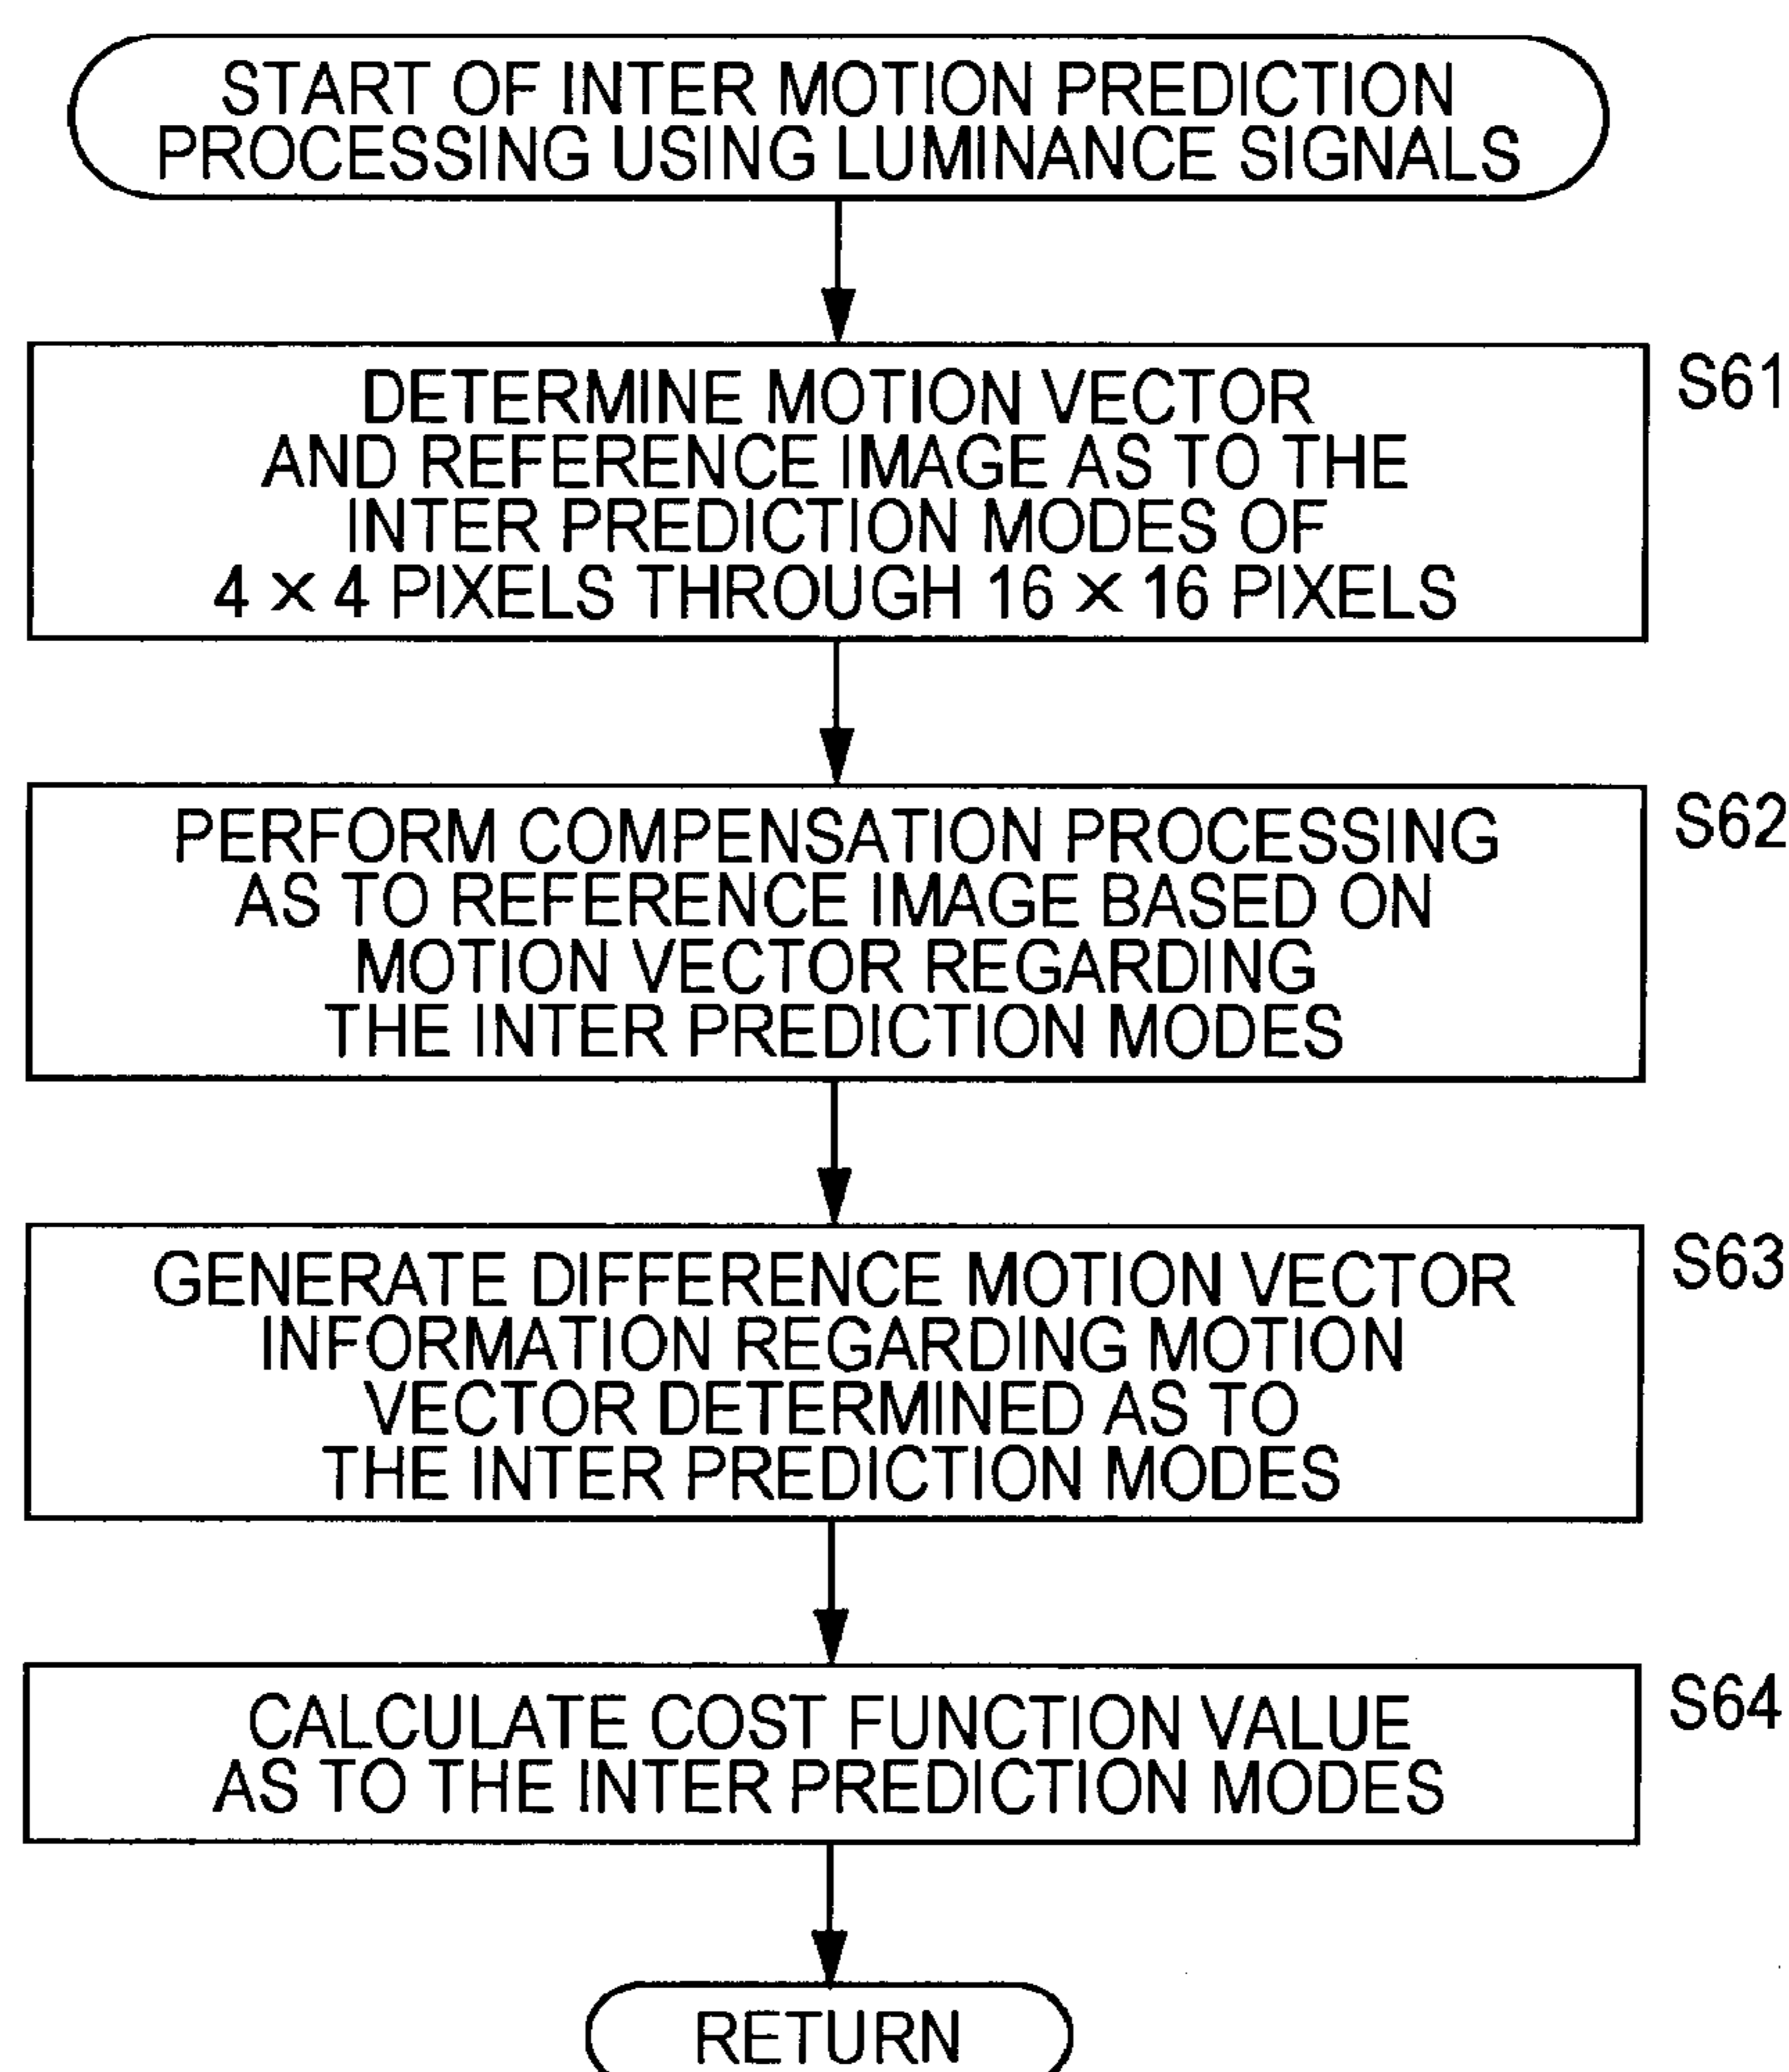 START OF INTER MOTION PREDICTION
PROCESSING USING LUMINANCE SIGNALS
DETERMINE MOTION VECTOR
AND REFERENCE IMAGE AS TO THE
INTER PREDICTION MODES OF
4 × 4 PIXELS THROUGH 16 × 16 PIXELS
S61
PERFORM COMPENSATION PROCESSING
AS TO REFERENCE IMAGE BASED ON
MOTION VECTOR REGARDING
THE INTER PREDICTION MODES
S62
GENERATE DIFFERENCE MOTION VECTOR
INFORMATION REGARDING MOTION
VECTOR DETERMINED AS TO
THE INTER PREDICTION MODES
S63
CALCULATE COST FUNCTION VALUE
AS TO THE INTER PREDICTION MODES
S64
RETURN